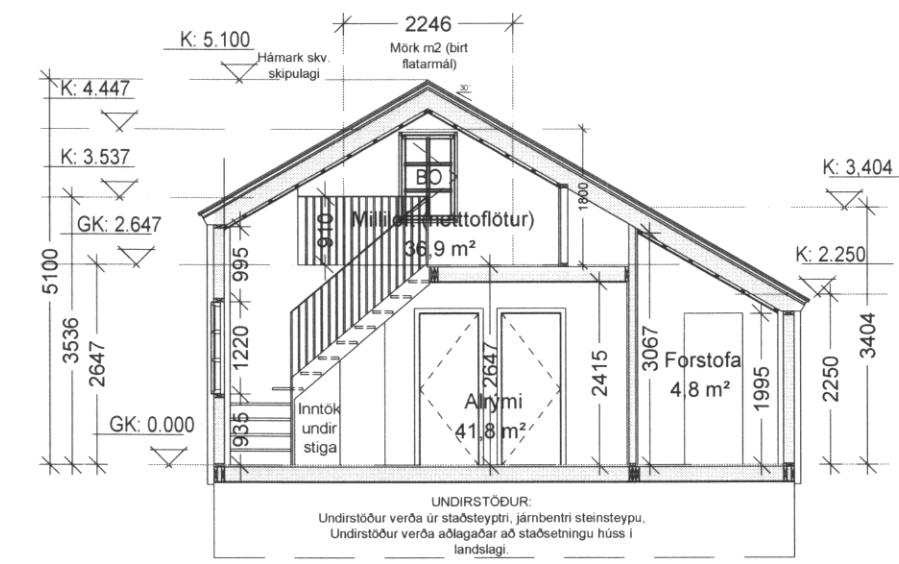 2246
K: 5.100
Mörk m2 (birt
flatarmál)
Hámark skv.
skipulagi
30°
K: 4.447
K: 3.537
K: 3,404
BO
1800
GK: 2.647
910
Milliloft (nettoflötur)
36,9 m²
K: 2.250
995
5100
3536
2647
1220
2647
2415
3067
Forstofa
4,8 m²
1995
2250
3404
Alrými
41,8 m²
Inntök
undir
stiga
GK: 0.000
935
UNDIRSTÖÐUR:
Undirstöður verða úr staðsteyptri, járnbentri steinsteypu,
Undirstöður verða aðlagaðar að staðsetningu húss í
landslagi.